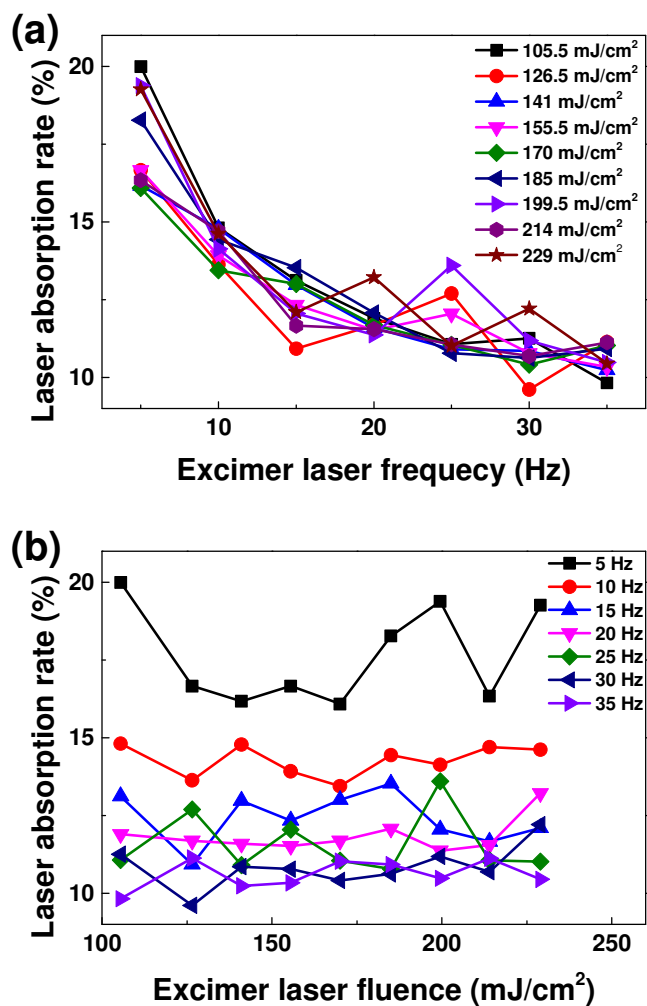 (a)
Laser absorption rate (%)
20
15
10
105.5 mJ/cm²
126.5 mJ/cm²
141 mJ/cm²
155.5 mJ/cm²
170 mJ/cm²
185 mJ/cm²
199.5 mJ/cm²
214 mJ/cm²
229 mJ/cm²
10
20
30
Excimer laser frequecy (Hz)
(b)
Laser absorption rate (%)
20
15
10
5 Hz
10 Hz
15 Hz
20 Hz
25 Hz
30 Hz
35 Hz
100
150
200
250
Excimer laser fluence (mJ/cm²)